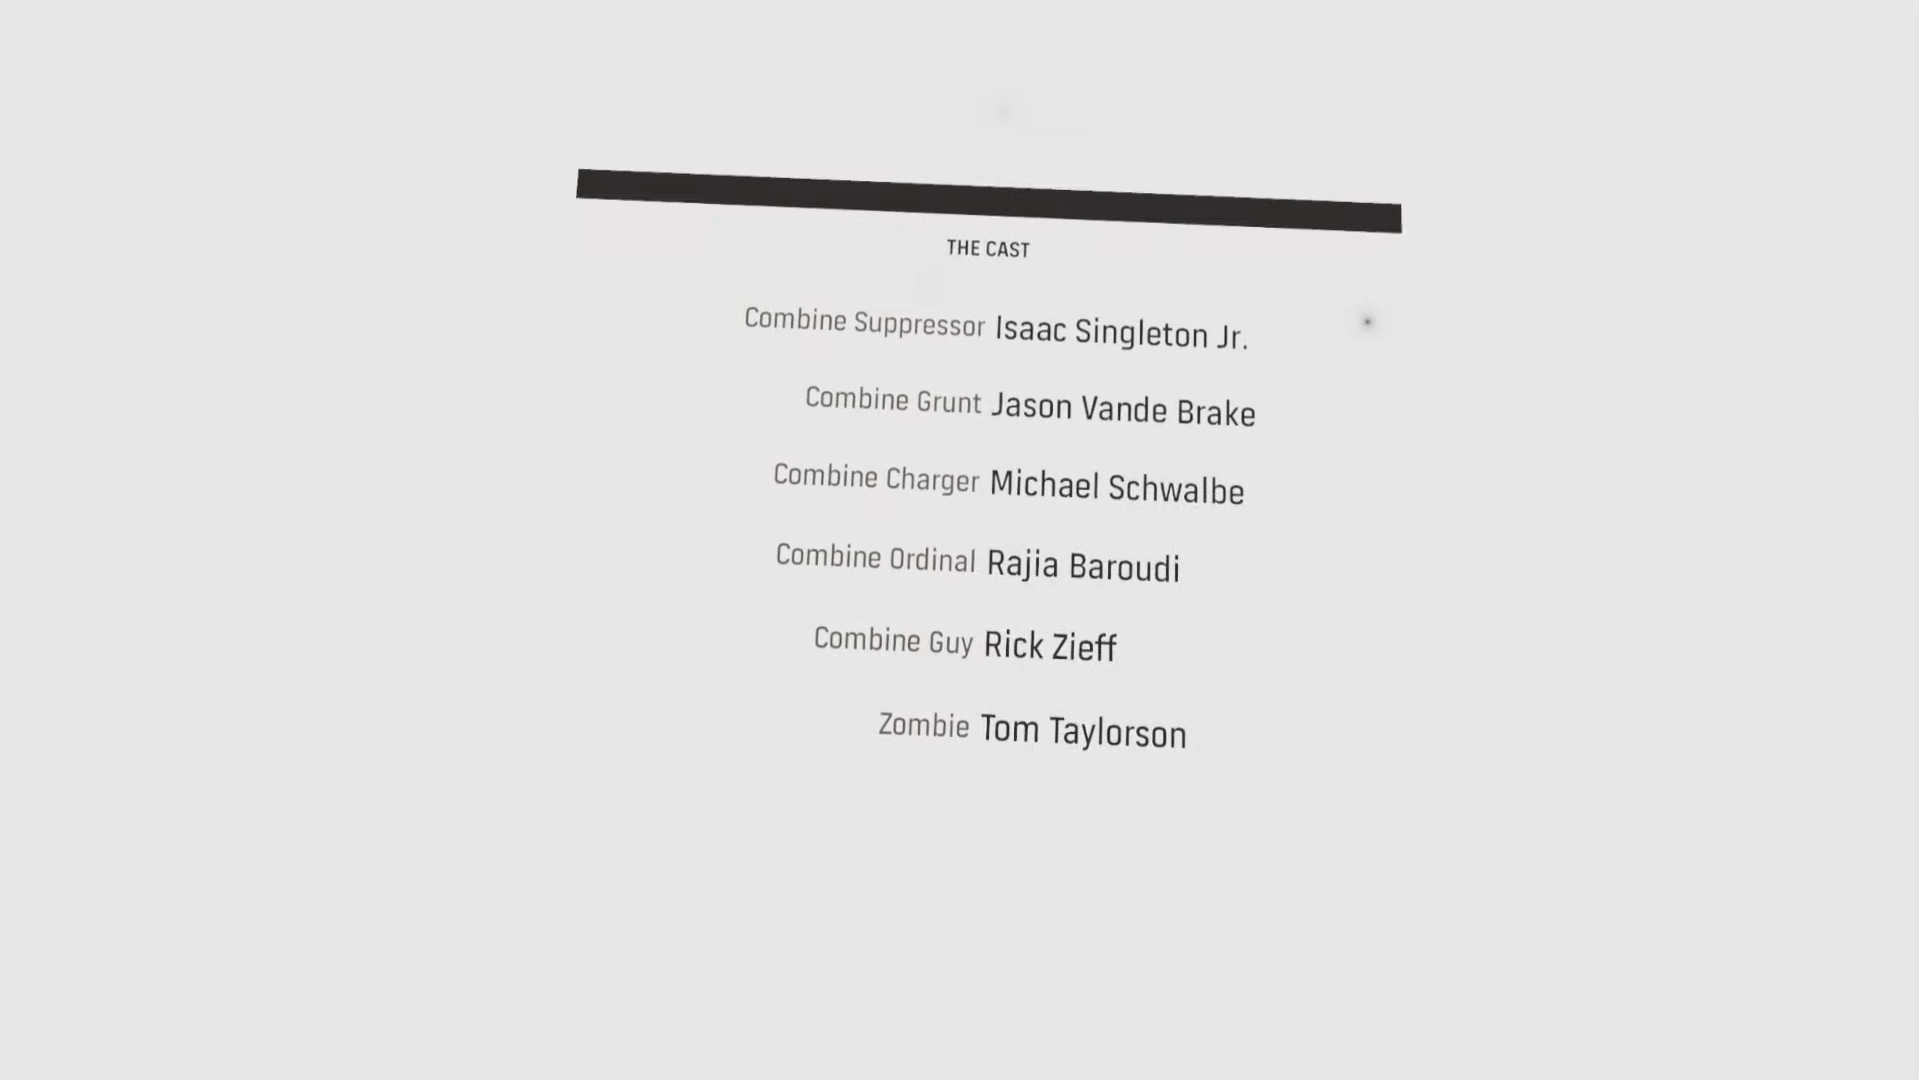 THE CAST
Combine Suppressor Isaac Singleton Jr.
Combine Grunt Jason Vande Brake
Combine Charger Michael Schwalbe
Combine Ordinal Rajia Baroudi
Combine Guy Rick Zieff
Zombie Tom Taylorson